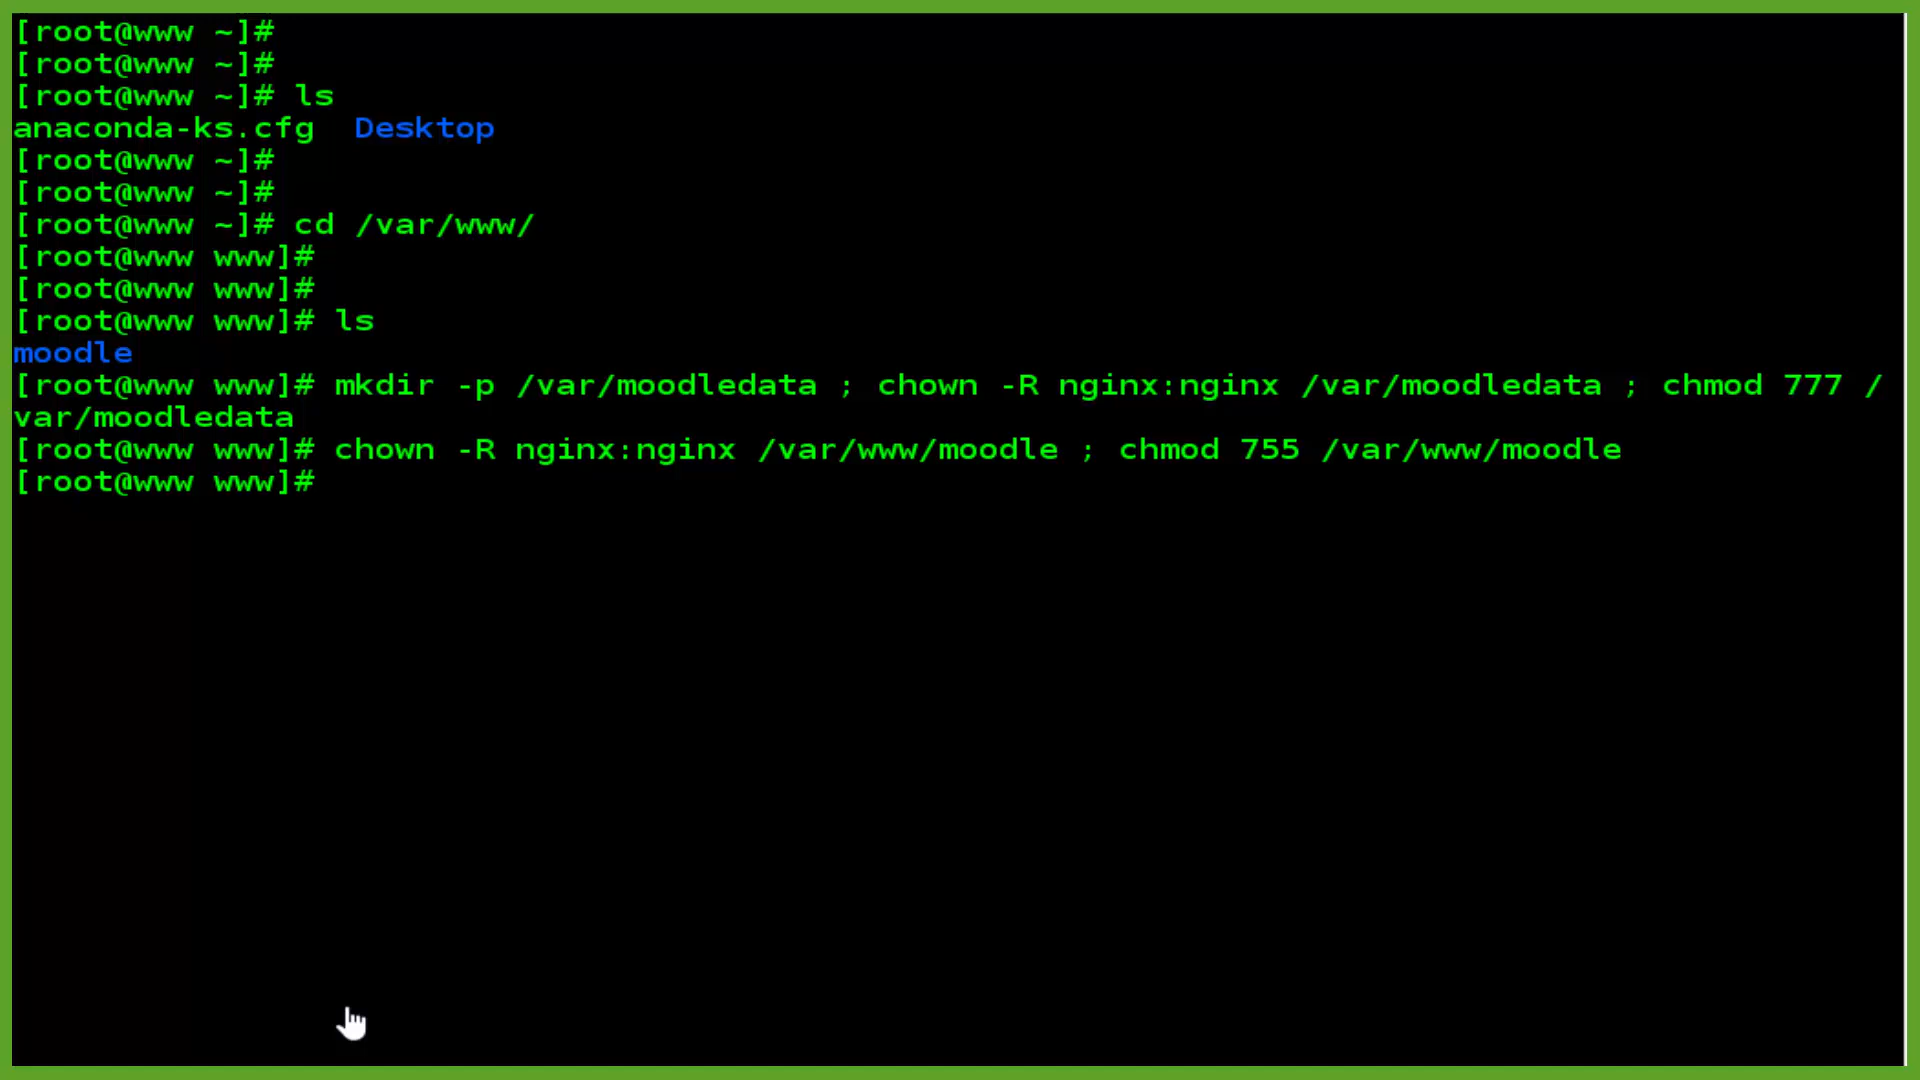 [root@www ~]#
[root@www ~]#
[root@www ~]# ls
anaconda-ks.cfg  Desktop
[root@www ~]#
[root@www ~]#
[root@www ~]# cd /var/www/
[root@www www]#
[root@www www]#
[root@www www]# ls
moodle
[root@www www]# mkdir -p /var/moodledata ; chown -R nginx:nginx /var/moodledata ; chmod 777 /
var/moodledata
[root@www www]# chown -R nginx:nginx /var/www/moodle ; chmod 755 /var/www/moodle
[root@www www]#